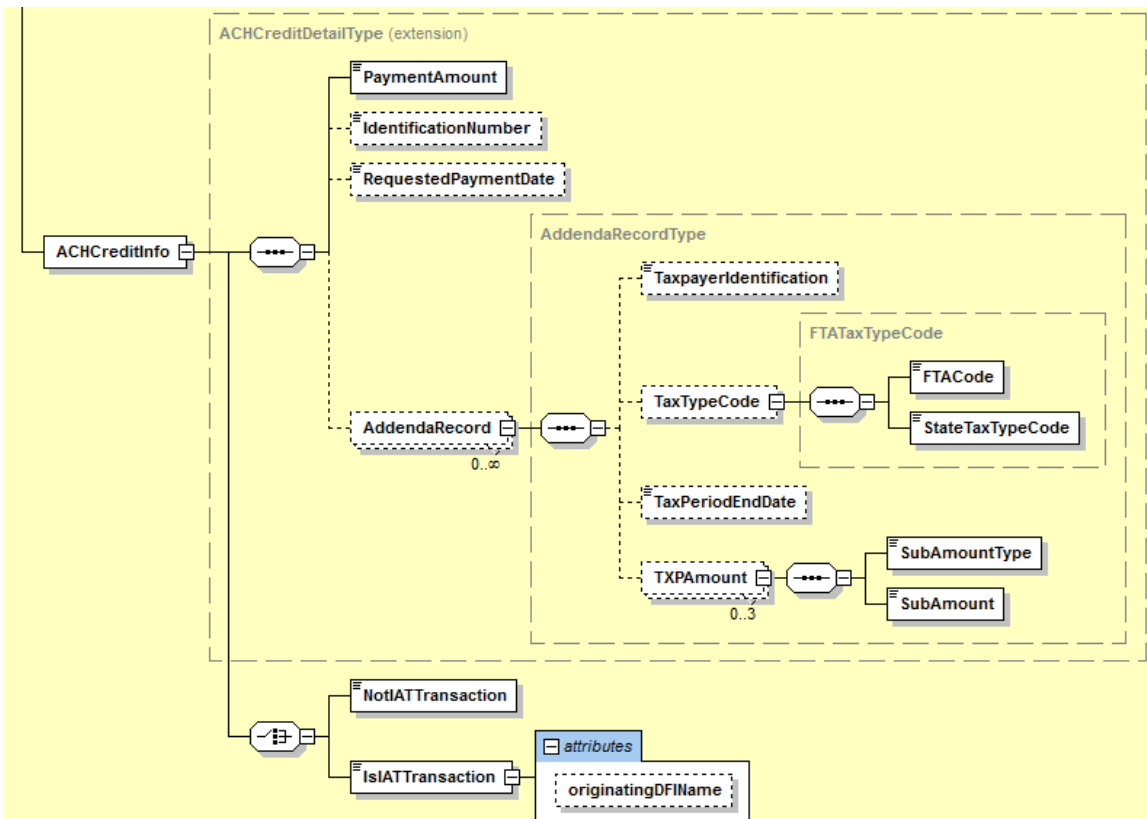 ACHCreditDetailType (extension)
PaymentAmount
IdentificationNumber
RequestedPaymentDate
ACHCreditInfo
AddendaRecordType
TaxpayerIdentification
FTATaxTypeCode
FTACode
TaxTypeCode
StateTaxTypeCode
AddendaRecord
0..∞
TaxPeriodEndDate
SubAmountType
TXPAmount
SubAmount
0..3
NotIATTransaction
attributes
IsIATTransaction
originatingDFIName